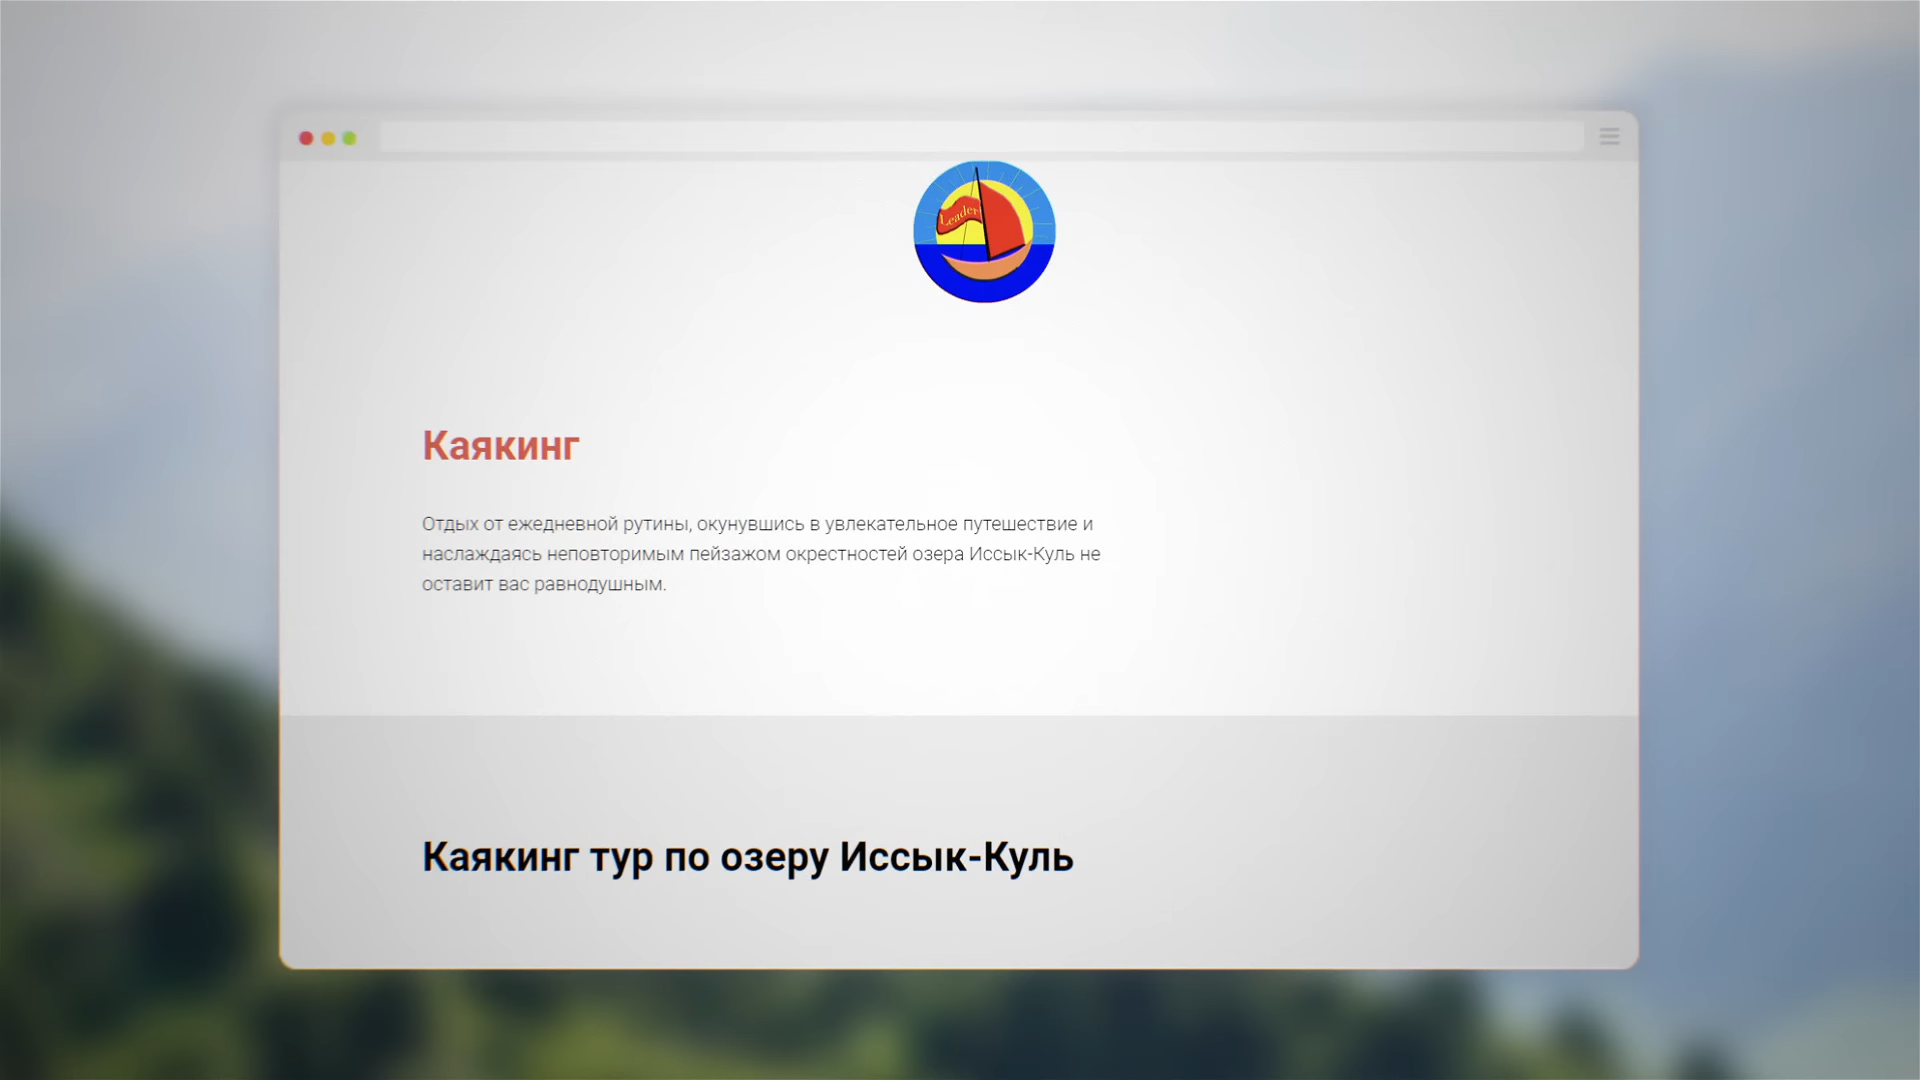 Leader
Каякинг
Отдых от ежедневной рутины, окунувшись в увлекательное путешествие и
наслаждаясь неповторимым пейзажом окрестностей озера Иссык-Куль не
оставит вас равнодушным.
Каякинг тур по озеру Иссык-Куль